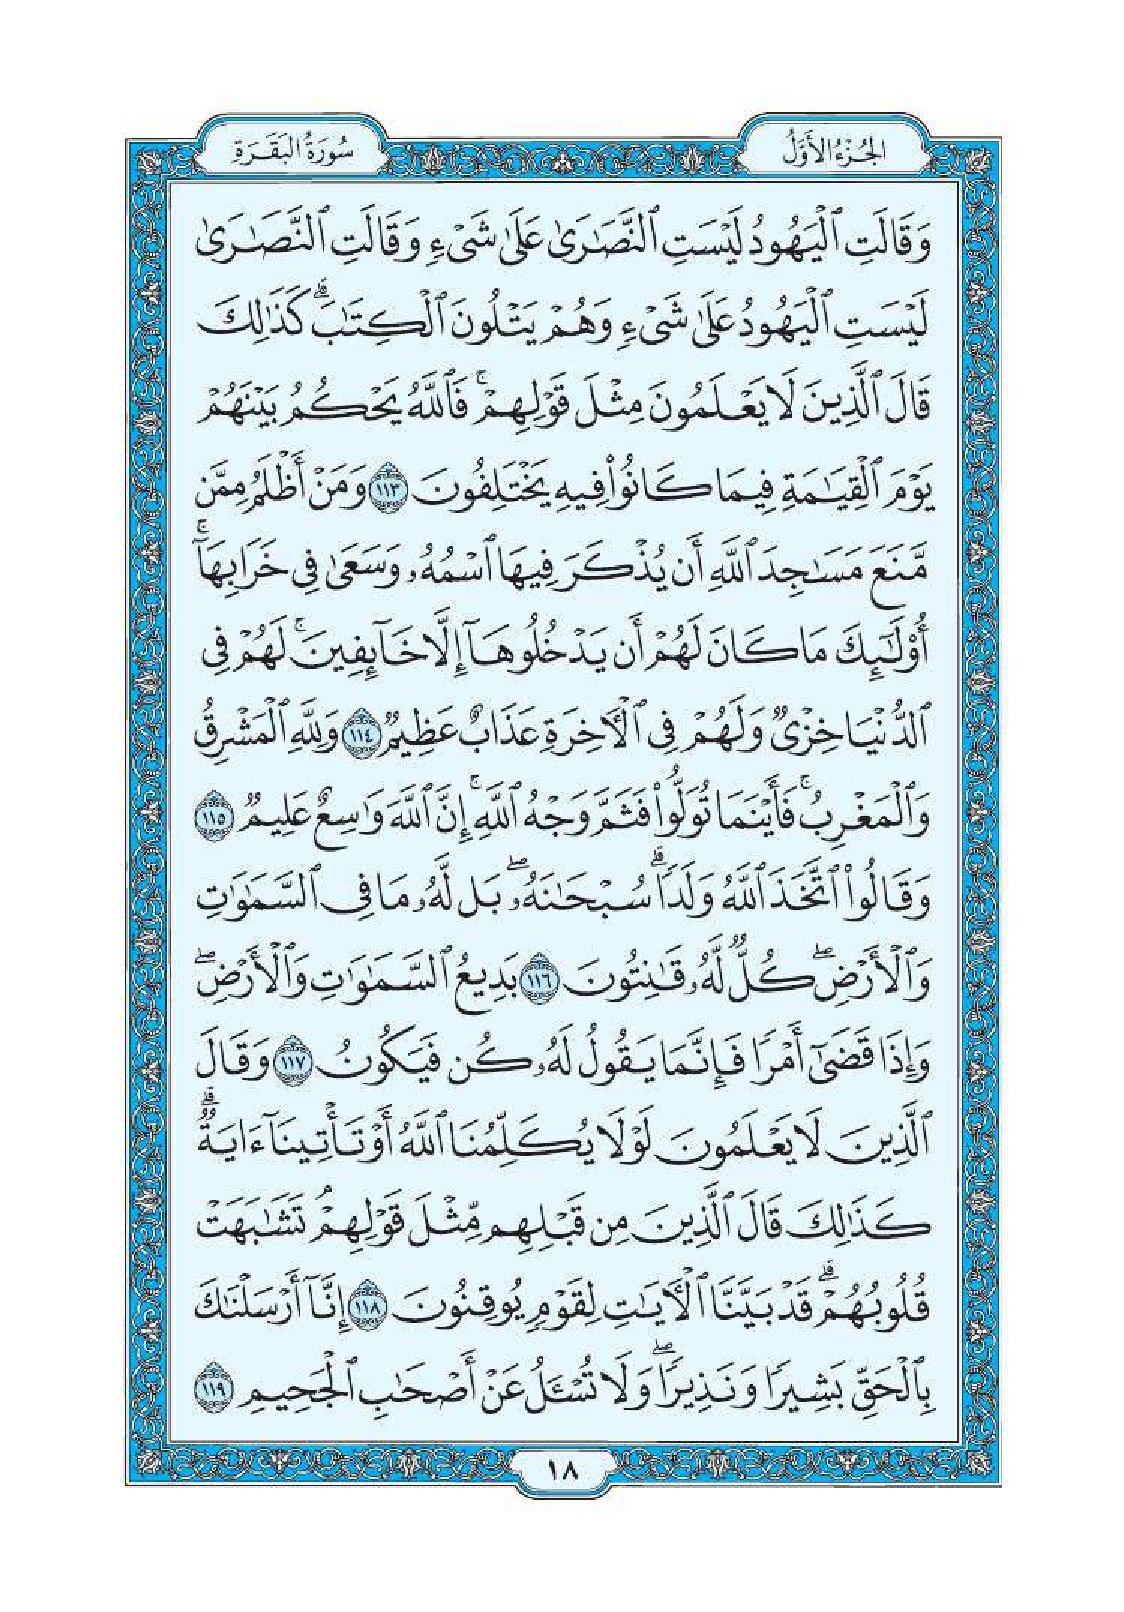 الجُزْءُ الأَوَّلُ
سُورَةُ البَقَرَةِ
وَقَالَتِ ٱلْيَهُودُ لَيْسَتِ ٱلنَّصَٰرَىٰ عَلَىٰ شَىْءٍ وَقَالَتِ ٱلنَّصَٰرَىٰ
لَيْسَتِ ٱلْيَهُودُ عَلَىٰ شَىْءٍ وَهُمْ يَتْلُونَ ٱلْكِتَٰبَ ۗ كَذَٰلِكَ
قَالَ ٱلَّذِينَ لَا يَعْلَمُونَ مِثْلَ قَوْلِهِمْ ۚ فَٱللَّهُ يَحْكُمُ بَيْنَهُمْ
يَوْمَ ٱلْقِيَٰمَةِ فِيمَا كَانُوا۟ فِيهِ يَخْتَلِفُونَ ١١٣ وَمَنْ أَظْلَمُ مِمَّن
مَّنَعَ مَسَٰجِدَ ٱللَّهِ أَن يُذْكَرَ فِيهَا ٱسْمُهُۥ وَسَعَىٰ فِى خَرَابِهَآ ۚ
أُو۟لَٰٓئِكَ مَا كَانَ لَهُمْ أَن يَدْخُلُوهَآ إِلَّا خَآئِفِينَ ۚ لَهُمْ فِى
ٱلدُّنْيَا خِزْىٌ وَلَهُمْ فِى ٱلْءَاخِرَةِ عَذَابٌ عَظِيمٌ ١١٤ وَلِلَّهِ ٱلْمَشْرِقُ
وَٱلْمَغْرِبُ ۚ فَأَيْنَمَا تُوَلُّوا۟ فَثَمَّ وَجْهُ ٱللَّهِ ۚ إِنَّ ٱللَّهَ وَٰسِعٌ عَلِيمٌ ١١٥
وَقَالُوا۟ ٱتَّخَذَ ٱللَّهُ وَلَدًا ۗ سُبْحَٰنَهُۥ ۖ بَل لَّهُۥ مَا فِى ٱلسَّمَٰوَٰتِ
وَٱلْأَرْضِ ۖ كُلٌّ لَّهُۥ قَٰنِتُونَ ١١٦ بَدِيعُ ٱلسَّمَٰوَٰتِ وَٱلْأَرْضِ ۖ
وَإِذَا قَضَىٰٓ أَمْرًا فَإِنَّمَا يَقُولُ لَهُۥ كُن فَيَكُونُ ١١٧ وَقَالَ
ٱلَّذِينَ لَا يَعْلَمُونَ لَوْلَا يُكَلِّمُنَا ٱللَّهُ أَوْ تَأْتِينَآ ءَايَةٌ ۗ
كَذَٰلِكَ قَالَ ٱلَّذِينَ مِن قَبْلِهِم مِّثْلَ قَوْلِهِمْ ۘ تَشَٰبَهَتْ
قُلُوبُهُمْ ۗ قَدْ بَيَّنَّا ٱلْءَايَٰتِ لِقَوْمٍ يُوقِنُونَ ١١٨ إِنَّآ أَرْسَلْنَٰكَ
بِٱلْحَقِّ بَشِيرًا وَنَذِيرًا ۖ وَلَا تُسْـَٔلُ عَنْ أَصْحَٰبِ ٱلْجَحِيمِ ١١٩
١٨